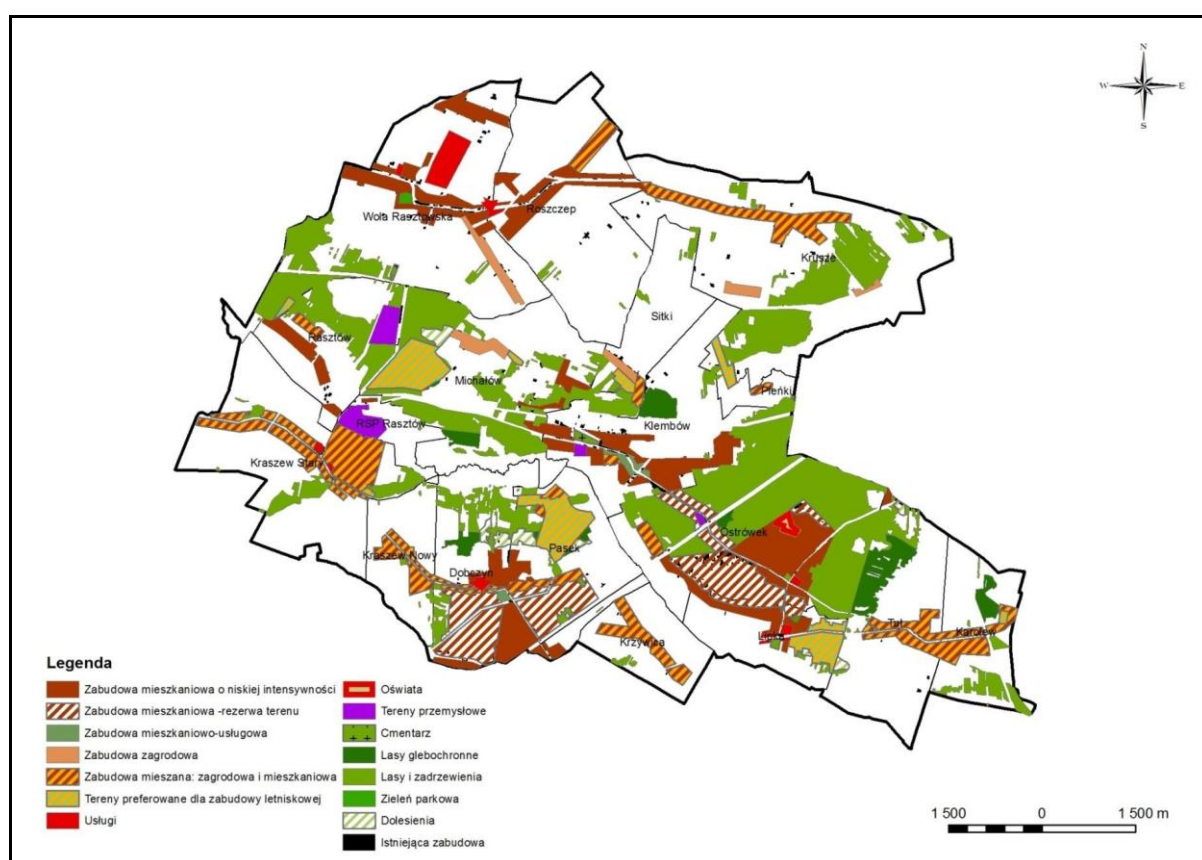 N
W E
S
Wola Rasztowska
Roszczep
Krusze
Sitki
Rasztów
Michałów
Pieńki
RSP Rasztów
Klembów
Kraszew Stary
Ostrówek
Pasek
Kraszew Nowy
Dobczyn
Krzywica
Lipka
Tuł
Karolew
Legenda
Zabudowa mieszkaniowa o niskiej intensywności
Zabudowa mieszkaniowa -rezerwa terenu
Zabudowa mieszkaniowo-usługowa
Zabudowa zagrodowa
Zabudowa mieszana: zagrodowa i mieszkaniowa
Tereny preferowane dla zabudowy letniskowej
Usługi
Oświata
Tereny przemysłowe
Cmentarz
Lasy glebochronne
Lasy i zadrzewienia
Zieleń parkowa
Dolesienia
Istniejąca zabudowa
1 500 0 1 500 m